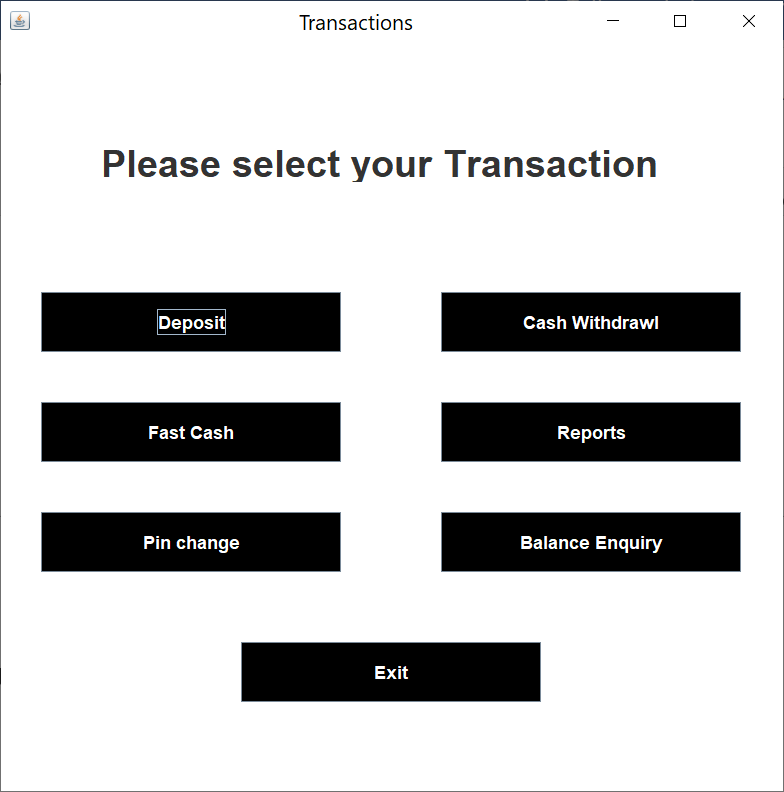 Transactions
Please select your Transaction
Deposit
Cash Withdrawl
Fast Cash
Reports
Pin change
Balance Enquiry
Exit